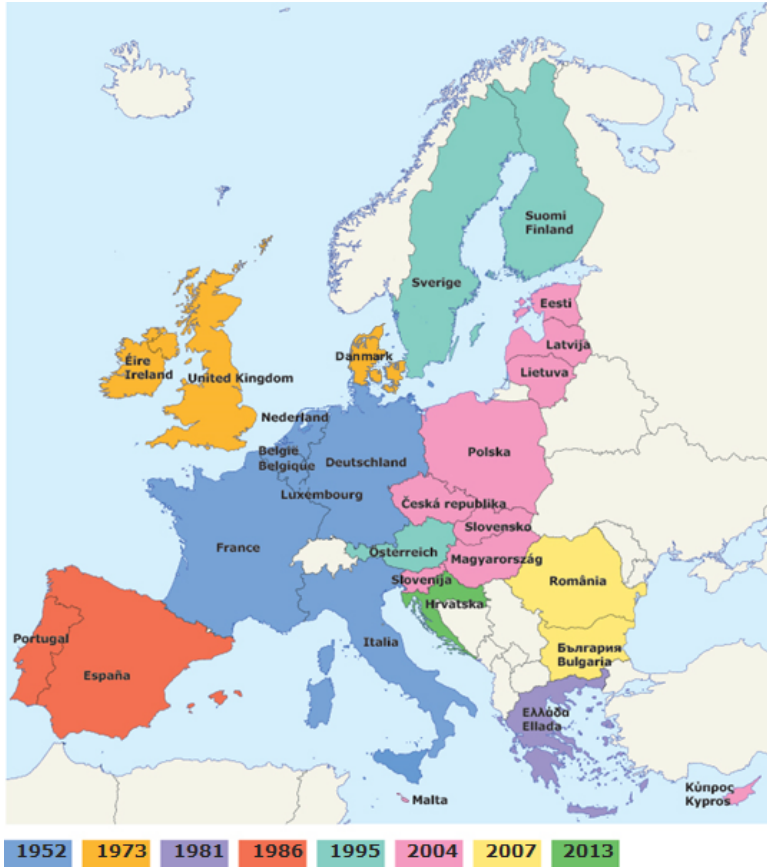 Suomi
Finland
Sverige
Eesti
Latvija
Lietuva
Danmark
Éire
Ireland
United Kingdom
Nederland
België
Belgique
Deutschland
Polska
Luxembourg
Česká republika
Slovensko
France
Österreich
Magyarország
Slovenija
Hrvatska
România
Portugal
España
Italia
България
Bulgaria
Ελλάδα
Ellada
Malta
Κύπρος
Kypros
1952 1973 1981 1986 1995 2004 2007 2013